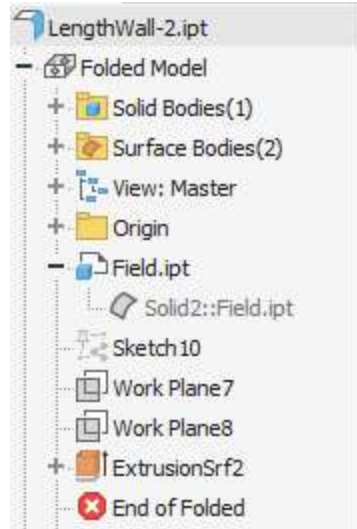 LengthWall-2.ipt
Folded Model
Solid Bodies(1)
Surface Bodies(2)
View: Master
Origin
Field.ipt
Solid2::Field.ipt
Sketch10
Work Plane7
Work Plane8
ExtrusionSrf2
End of Folded